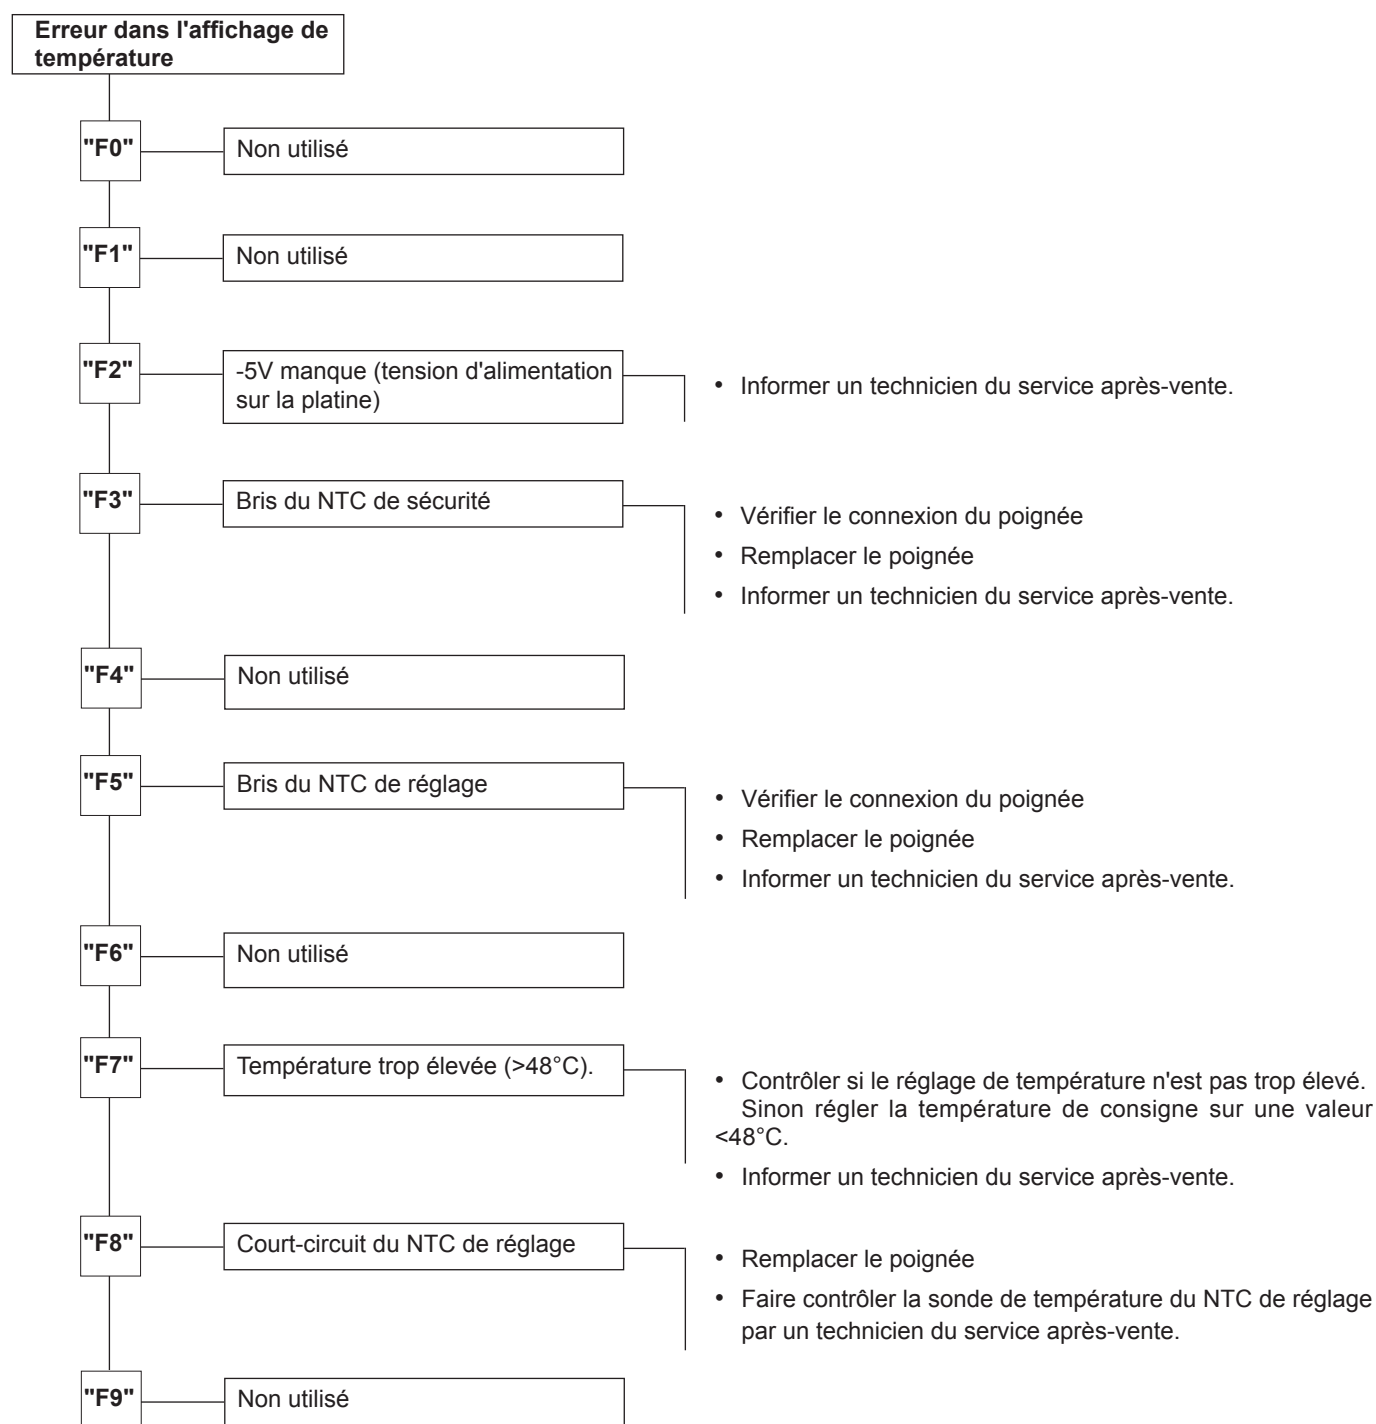 Erreur dans l'affichage de
température
"F0"
Non utilisé
"F1"
Non utilisé
"F2"
-5V manque (tension d'alimentation
sur la platine)
• Informer un technicien du service après-vente.
"F3"
Bris du NTC de sécurité
• Vérifier le connexion du poignée
• Remplacer le poignée
• Informer un technicien du service après-vente.
"F4"
Non utilisé
"F5"
Bris du NTC de réglage
• Vérifier le connexion du poignée
• Remplacer le poignée
• Informer un technicien du service après-vente.
"F6"
Non utilisé
"F7"
Température trop élevée (>48°C).
• Contrôler si le réglage de température n'est pas trop élevé.
Sinon régler la température de consigne sur une valeur
<48°C.
• Informer un technicien du service après-vente.
"F8"
Court-circuit du NTC de réglage
• Remplacer le poignée
• Faire contrôler la sonde de température du NTC de réglage
par un technicien du service après-vente.
"F9"
Non utilisé